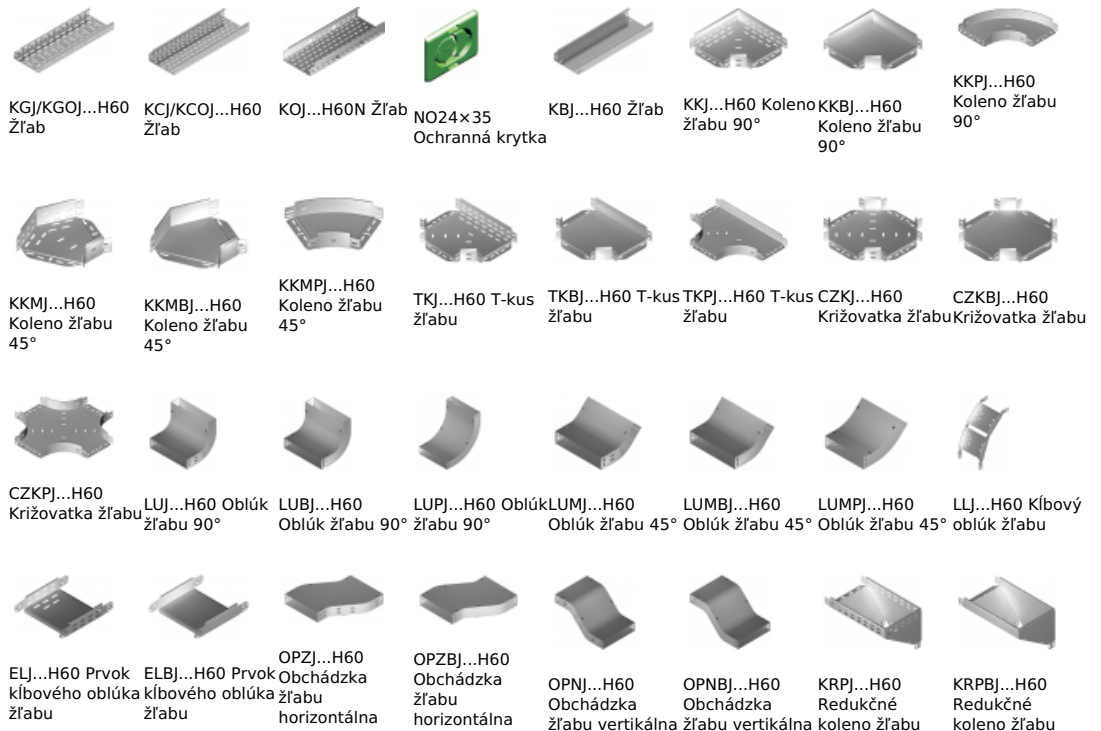 KGJ/KGOJ...H60
Žľab
KCJ/KCOJ...H60
Žľab
KOJ...H60N Žľab
NO24×35
Ochranná krytka
KBJ...H60 Žľab
KKJ...H60 Koleno
žľabu 90°
KKBJ...H60
Koleno žľabu
90°
KKPJ...H60
Koleno žľabu
90°
KKMJ...H60
Koleno žľabu
45°
KKMBJ...H60
Koleno žľabu
45°
KKMPJ...H60
Koleno žľabu
45°
TKJ...H60 T-kus
žľabu
TKBJ...H60 T-kus
žľabu
TKPJ...H60 T-kus
žľabu
CZKJ...H60
Križovatka žľabu
CZKBJ...H60
Križovatka žľabu
CZKPJ...H60
Križovatka žľabu
LUJ...H60 Oblúk
žľabu 90°
LUBJ...H60
Oblúk žľabu 90°
LUPJ...H60 Oblúk
žľabu 90°
LUMJ...H60
Oblúk žľabu 45°
LUMBJ...H60
Oblúk žľabu 45°
LUMPJ...H60
Oblúk žľabu 45°
LLJ...H60 Kĺbový
oblúk žľabu
ELJ...H60 Prvok
kĺbového oblúka
žľabu
ELBJ...H60 Prvok
kĺbového oblúka
žľabu
OPZJ...H60
Obchádzka
žľabu
horizontálna
OPZBJ...H60
Obchádzka
žľabu
horizontálna
OPNJ...H60
Obchádzka
žľabu vertikálna
OPNBJ...H60
Obchádzka
žľabu vertikálna
KRPJ...H60
Redukčné
koleno žľabu
KRPBJ...H60
Redukčné
koleno žľabu